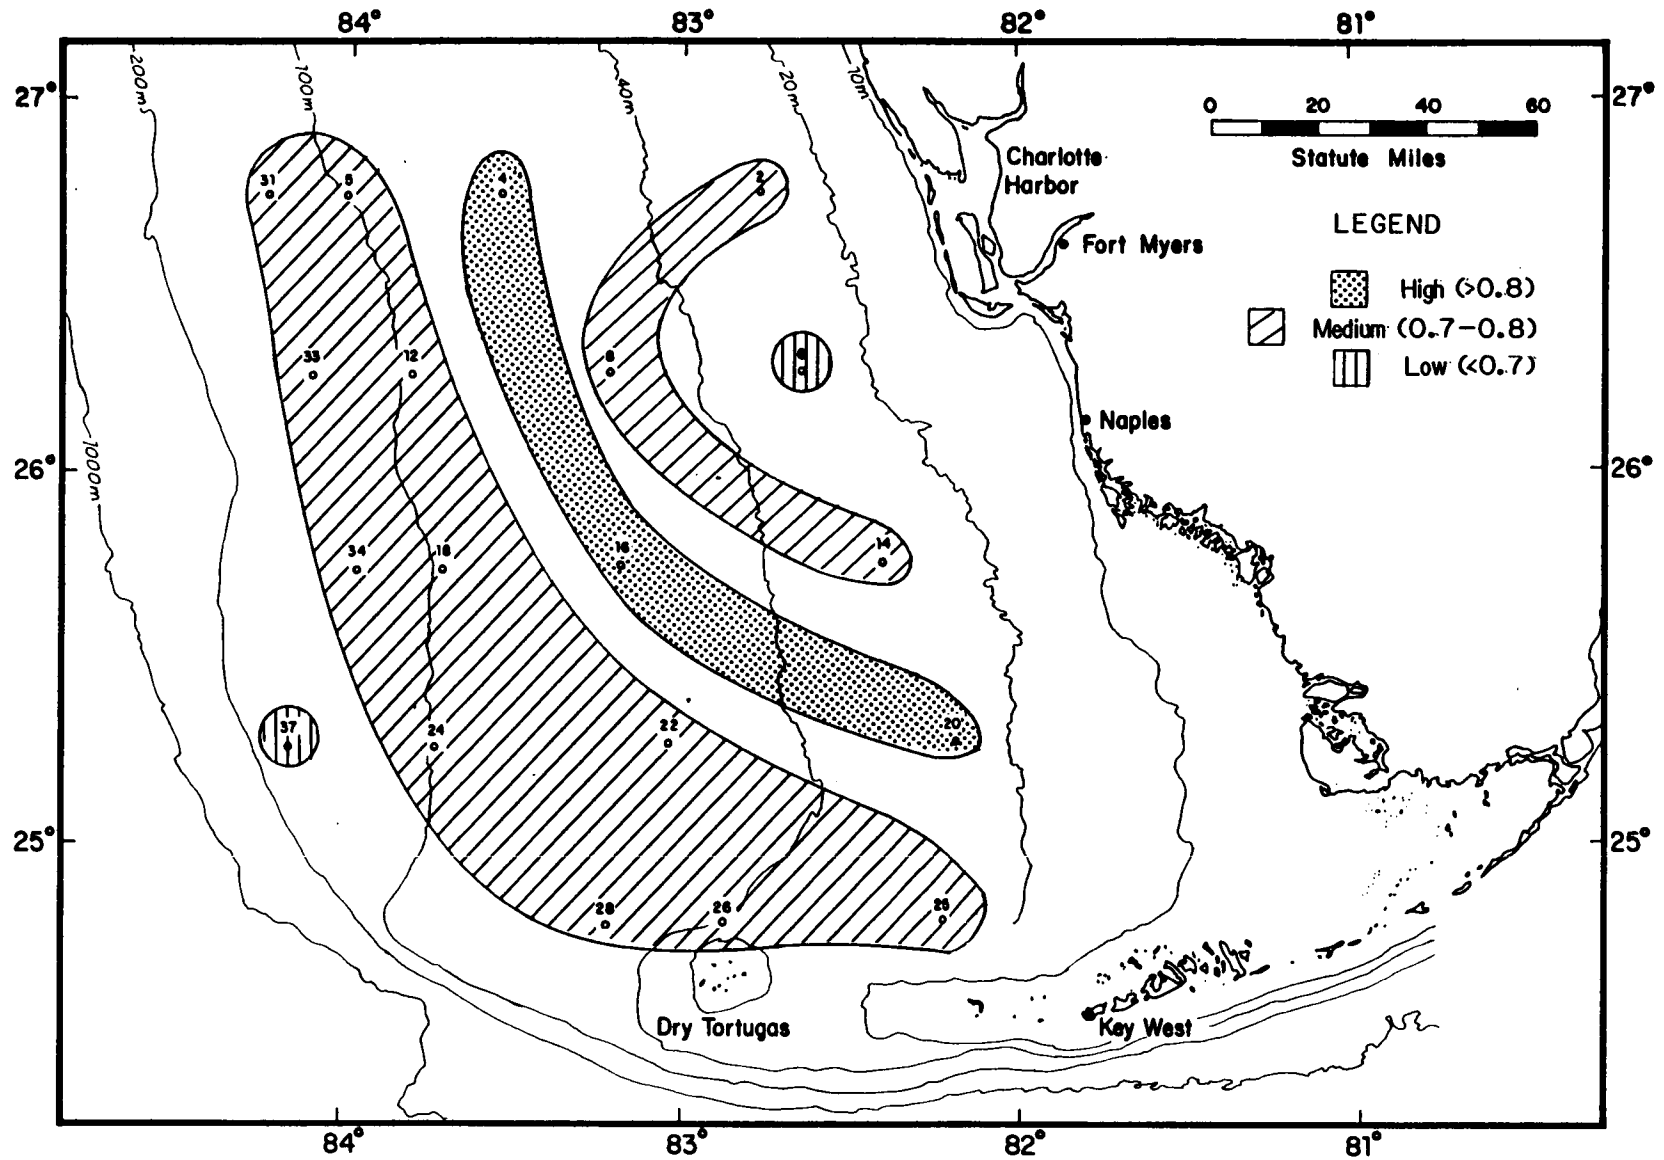 84° 83° 82° 81°
200m 100m 40m 20m 10m
27° 27°
0 20 40 60
Statute Miles
Charlotte
Harbor
31 5 4 2
LEGEND
Fort Myers
High (>0.8)
Medium (0.7-0.8)
Low (<0.7)
33 12 8
Naples
1000m
26° 26°
34 18 16 14
37 24 22 20
25° 25°
28 26 25
Dry Tortugas
Key West
84° 83° 82° 81°